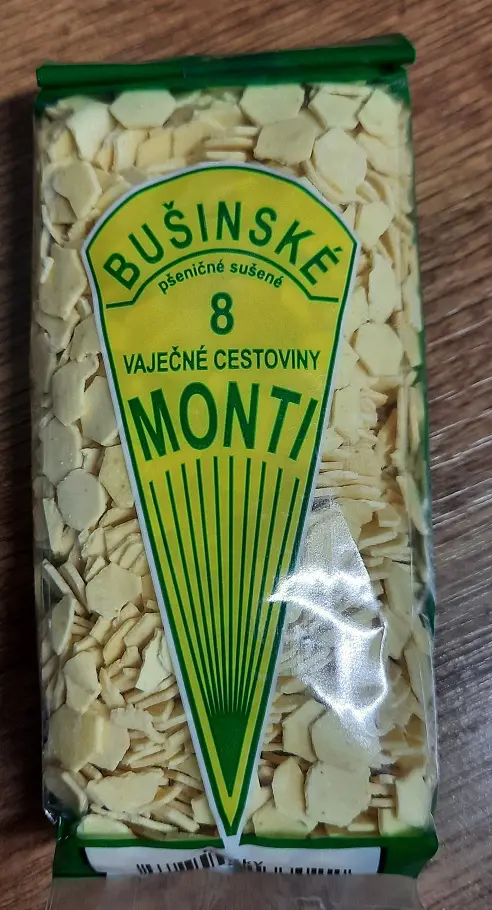 BUŠINSKÉ
pšeničné sušené
8
VAJEČNÉ CESTOVINY
MONTI